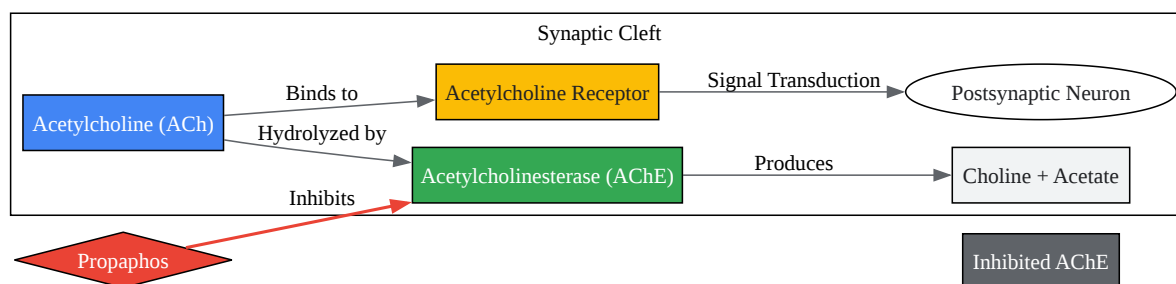 Synaptic Cleft
Acetylcholine (ACh)
Binds to
Acetylcholine Receptor
Signal Transduction
Postsynaptic Neuron
Hydrolyzed by
Acetylcholinesterase (AChE)
Produces
Choline + Acetate
Inhibits
Propaphos
Inhibited AChE